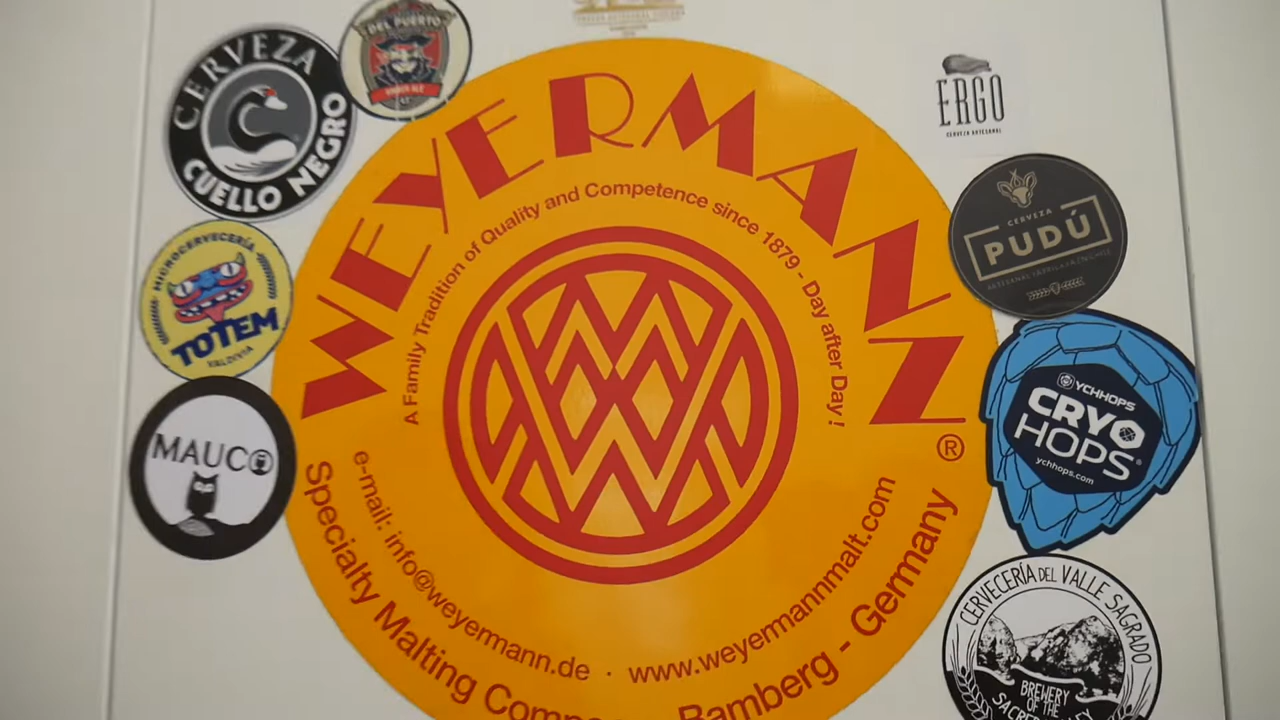 CERVEZA
CUELLO NEGRO
DEL PUERTO
AMBER ALE
MICROCERVECERÍA
TOTEM
VALDIVIA
MAUCO
WEYERMANN®
A Family Tradition of Quality and Competence since 1879 - Day after Day !
e-mail: info@weyermann.de · www.weyermannmalt.com
Specialty Malting Bamberg - Germany
ERGO
CERVEZA ARTESANAL
CERVEZA
PUDÚ
YCHHOPS
CRYO
HOPS®
ychhops.com
CERVECERÍA DEL VALLE SAGRADO
BREWERY
OF THE